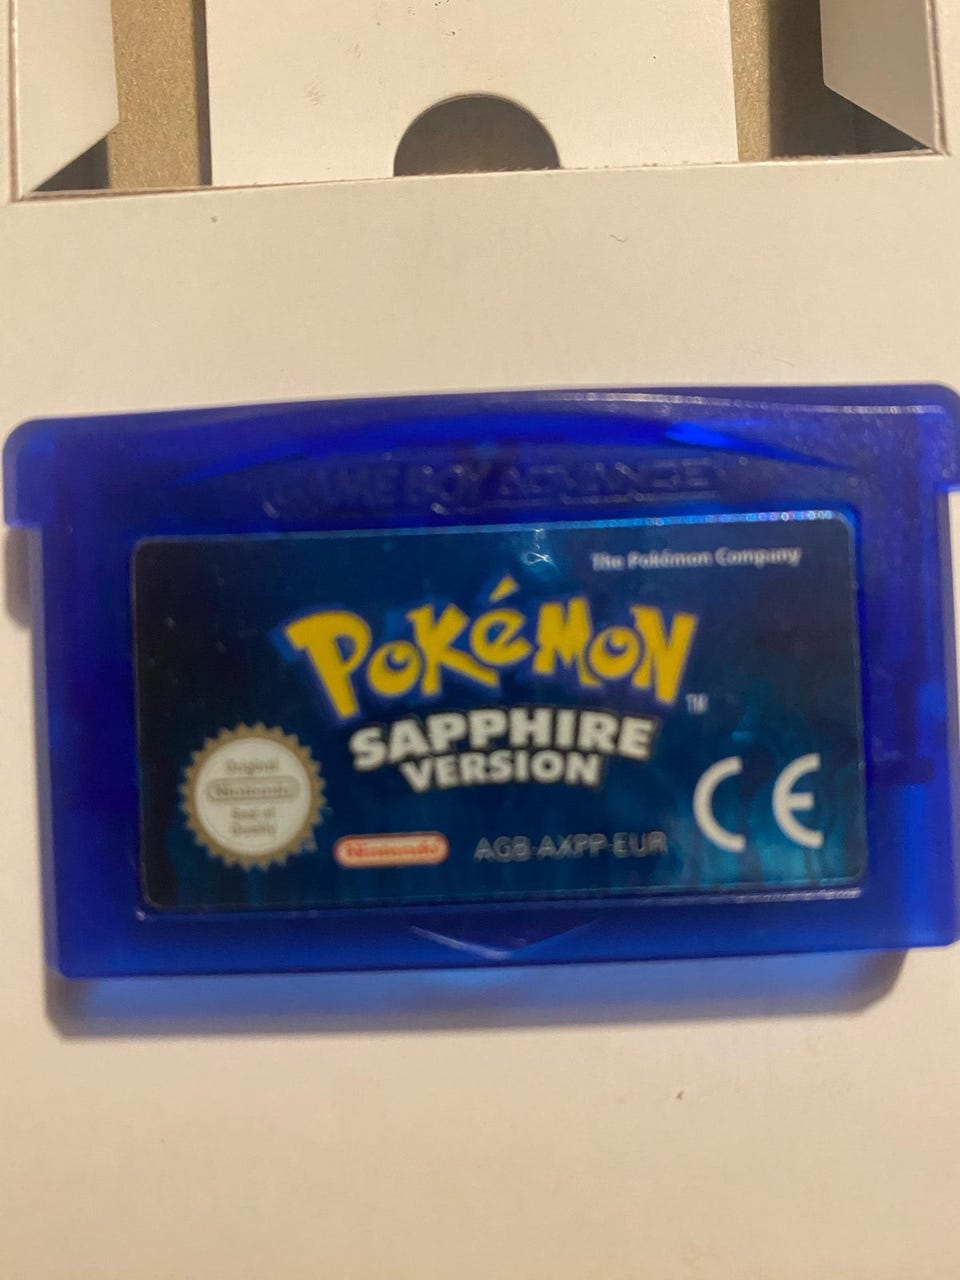 GAME BOY ADVANCE
The Pokémon Company
POKéMON
TM
SAPPHIRE
VERSION
Original
Nintendo
Seal of
Quality
Nintendo
AGB-AXPP-EUR
CE